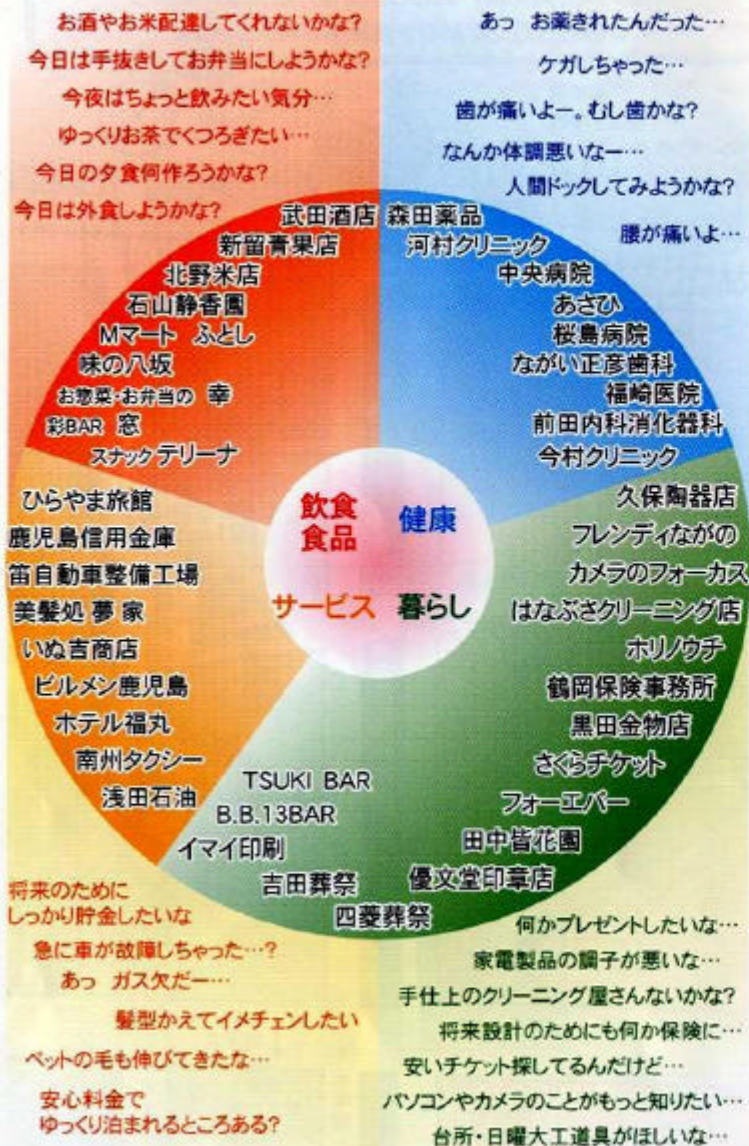 お酒やお米配達してくれないかな?
今日は手抜きしてお弁当にしようかな?
今夜はちょっと飲みたい気分…
ゆっくりお茶でくつろぎたい…
今日の夕食何作ろうかな?
今日は外食しようかな?
あっ お薬きれたんだった…
ケガしちゃった…
歯が痛いよー。むし歯かな?
なんか体調悪いなー…
人間ドックしてみようかな?
腰が痛いよ…
武田酒店
新留青果店
北野米店
石山静香園
Mマート ふとし
味の八坂
お惣菜・お弁当の 幸
彩BAR 窓
スナック テリーナ
森田薬品
河村クリニック
中央病院
あさひ
桜島病院
ながい正彦歯科
福崎医院
前田内科消化器科
今村クリニック
飲食
食品
健康
サービス
暮らし
ひらやま旅館
鹿児島信用金庫
笛自動車整備工場
美髪処 夢家
いぬ吉商店
ビルメン鹿児島
ホテル福丸
南州タクシー
浅田石油
久保陶器店
フレンディながの
カメラのフォーカス
はなぶさクリーニング店
ホリノウチ
鶴岡保険事務所
黒田金物店
さくらチケット
フォーエバー
田中皆花園
優文堂印章店
四菱葬祭
吉田葬祭
イマイ印刷
B.B.13BAR
TSUKI BAR
将来のために
しっかり貯金したいな
急に車が故障しちゃった…?
あっ ガス欠だー…
髪型かえてイメチェンしたい
ペットの毛も伸びてきたな…
安心料金で
ゆっくり泊まれるところある?
何かプレゼントしたいな…
家電製品の調子が悪いな…
手仕上のクリーニング屋さんないかな?
将来設計のためにも何か保険に…
安いチケット探してるんだけど…
パソコンやカメラのことがもっと知りたい…
台所・日曜大工道具がほしいな…